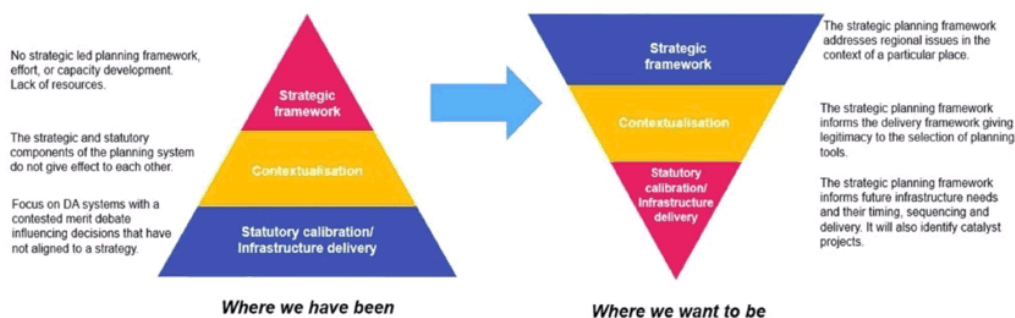 No strategic led planning framework,
effort, or capacity development.
Lack of resources.
The strategic and statutory
components of the planning system
do not give effect to each other.
Focus on DA systems with a
contested merit debate
influencing decisions that have
not aligned to a strategy.
Strategic
framework
Contextualisation
Statutory calibration/
Infrastructure delivery
Where we have been
Strategic
framework
Contextualisation
Statutory
calibration/
Infrastructure
delivery
Where we want to be
The strategic planning framework
addresses regional issues in the
context of a particular place.
The strategic planning framework
informs the delivery framework giving
legitimacy to the selection of planning
tools.
The strategic planning framework
informs future infrastructure needs
and their timing, sequencing and
delivery. It will also identify catalyst
projects.